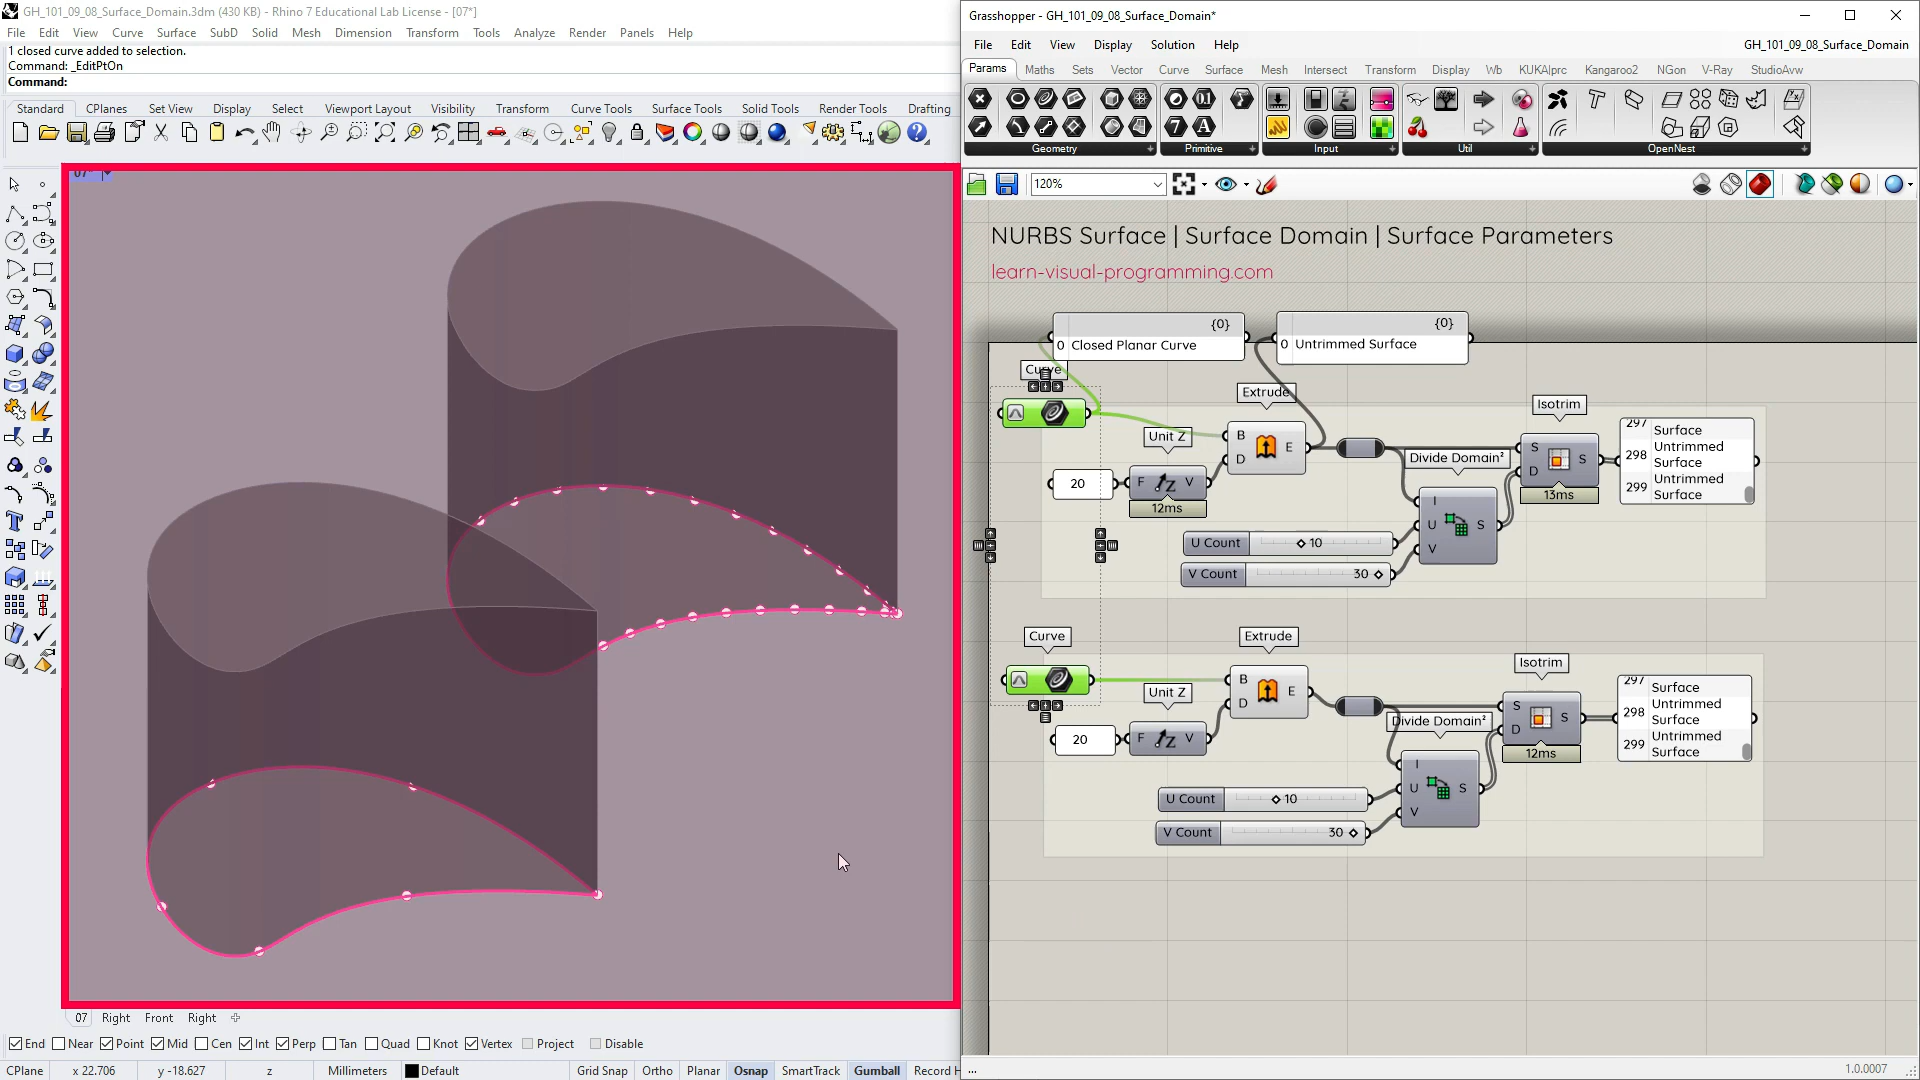 GH_101_09_08_Surface_Domain.3dm (430 KB) - Rhino 7 Educational Lab License - [07*]
File Edit View Curve Surface SubD Solid Mesh Dimension Transform Tools Analyze Render Panels Help
1 closed curve added to selection.
Command: _EditPtOn
Command:
Standard CPlanes Set View Display Select Viewport Layout Visibility Transform Curve Tools Surface Tools Solid Tools Render Tools Drafting
07
07 Right Front Right
End Near Point Mid Cen Int Perp Tan Quad Knot Vertex Project Disable
CPlane x 22.706 y -18.627 z Millimeters Default Grid Snap Ortho Planar Osnap SmartTrack Gumball Record H
Grasshopper - GH_101_09_08_Surface_Domain*
File Edit View Display Solution Help GH_101_09_08_Surface_Domain
Params Maths Sets Vector Curve Surface Mesh Intersect Transform Display Wb KUKA|prc Kangaroo2 NGon V-Ray StudioAvw
Geometry Primitive Input Util OpenNest
120%
NURBS Surface | Surface Domain | Surface Parameters
learn-visual-programming.com
{0}
0 Closed Planar Curve
{0}
0 Untrimmed Surface
Curve
Extrude
Isotrim
Unit Z
B
D
E
Divide Domain²
S
D
S
13ms
297
Surface
298 Untrimmed
Surface
299 Untrimmed
Surface
20
F Z V
12ms
I
U
V
S
U Count 10
V Count 30
Curve
Extrude
Isotrim
Unit Z
B
D
E
Divide Domain²
S
D
S
12ms
297
Surface
298 Untrimmed
Surface
299 Untrimmed
Surface
20
F Z V
I
U
V
S
U Count 10
V Count 30
... 1.0.0007